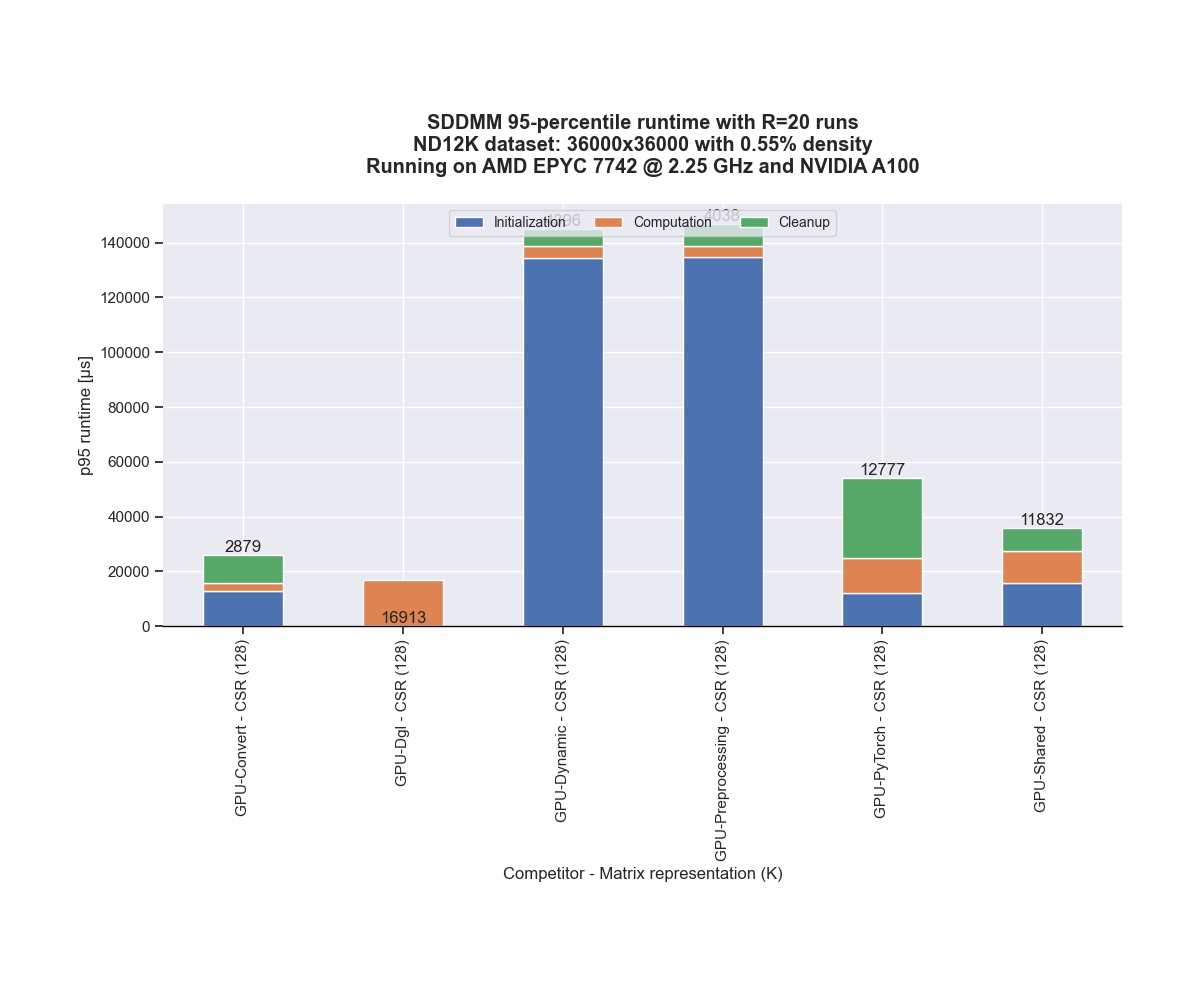 SDDMM 95-percentile runtime with R=20 runs
ND12K dataset: 36000x36000 with 0.55% density
Running on AMD EPYC 7742 @ 2.25 GHz and NVIDIA A100
Initialization
Computation
Cleanup
4038
p95 runtime [µs]
140000
120000
100000
80000
60000
40000
20000
0
2879
16913
12777
11832
GPU-Convert - CSR (128)
GPU-Dgl - CSR (128)
GPU-Dynamic - CSR (128)
GPU-Preprocessing - CSR (128)
GPU-PyTorch - CSR (128)
GPU-Shared - CSR (128)
Competitor - Matrix representation (K)